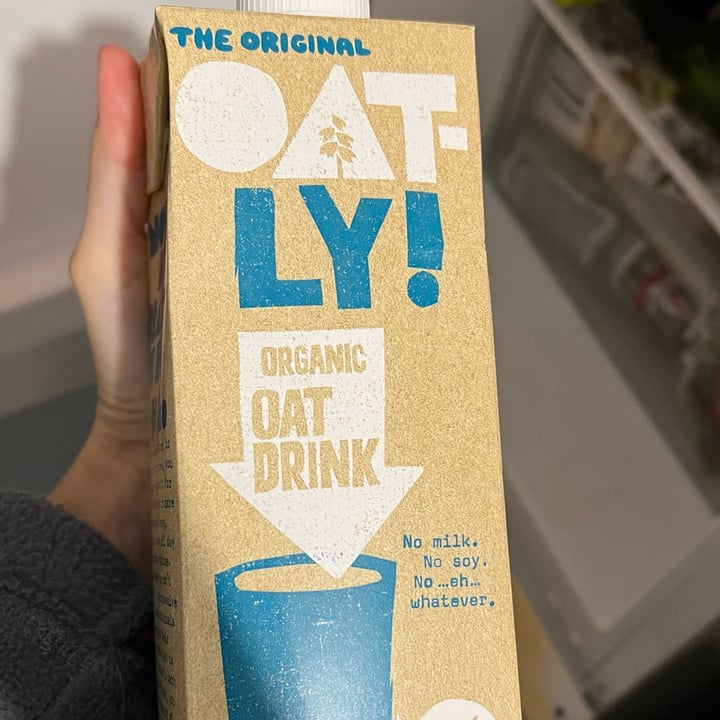 THE ORIGINAL
OAT-
LY!
ORGANIC
OAT
DRINK
No milk.
No soy.
No …eh…
whatever.